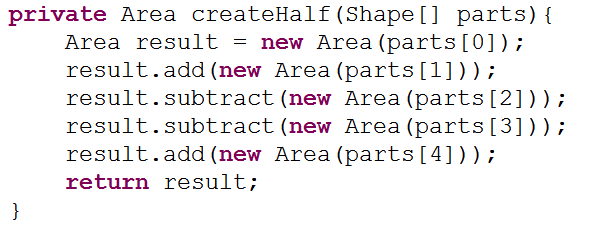 private Area createHalf(Shape[] parts){
    Area result = new Area(parts[0]);
    result.add(new Area(parts[1]));
    result.subtract(new Area(parts[2]));
    result.subtract(new Area(parts[3]));
    result.add(new Area(parts[4]));
    return result;
}